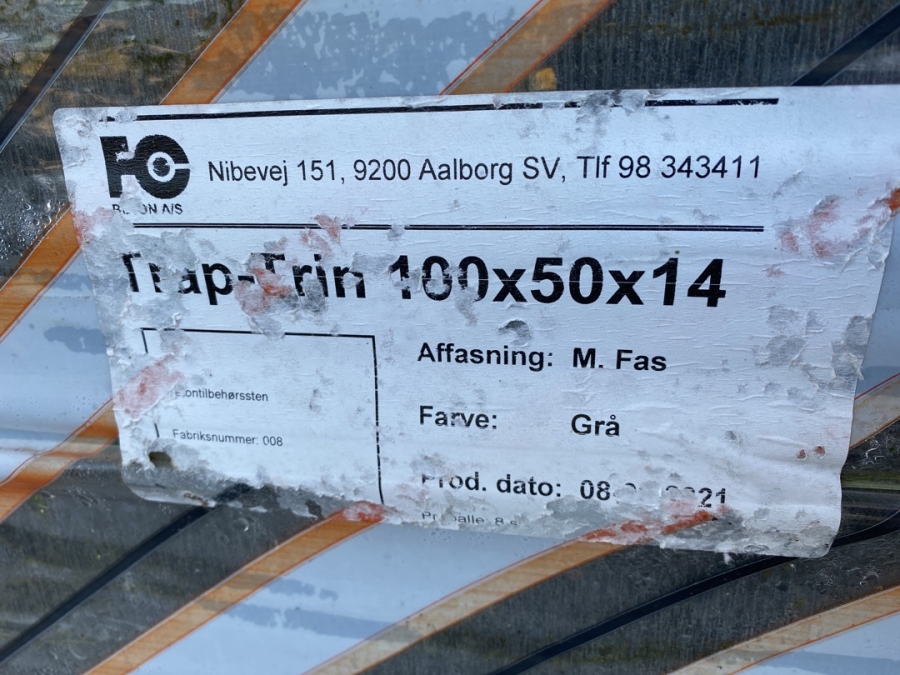 Nibevej 151, 9200 Aalborg SV, Tlf 98 343411
BETON A/S
Trap-Trin 100x50x14
Affasning: M. Fas
Farve: Grå
Fabriksnummer: 008
Prod. dato: